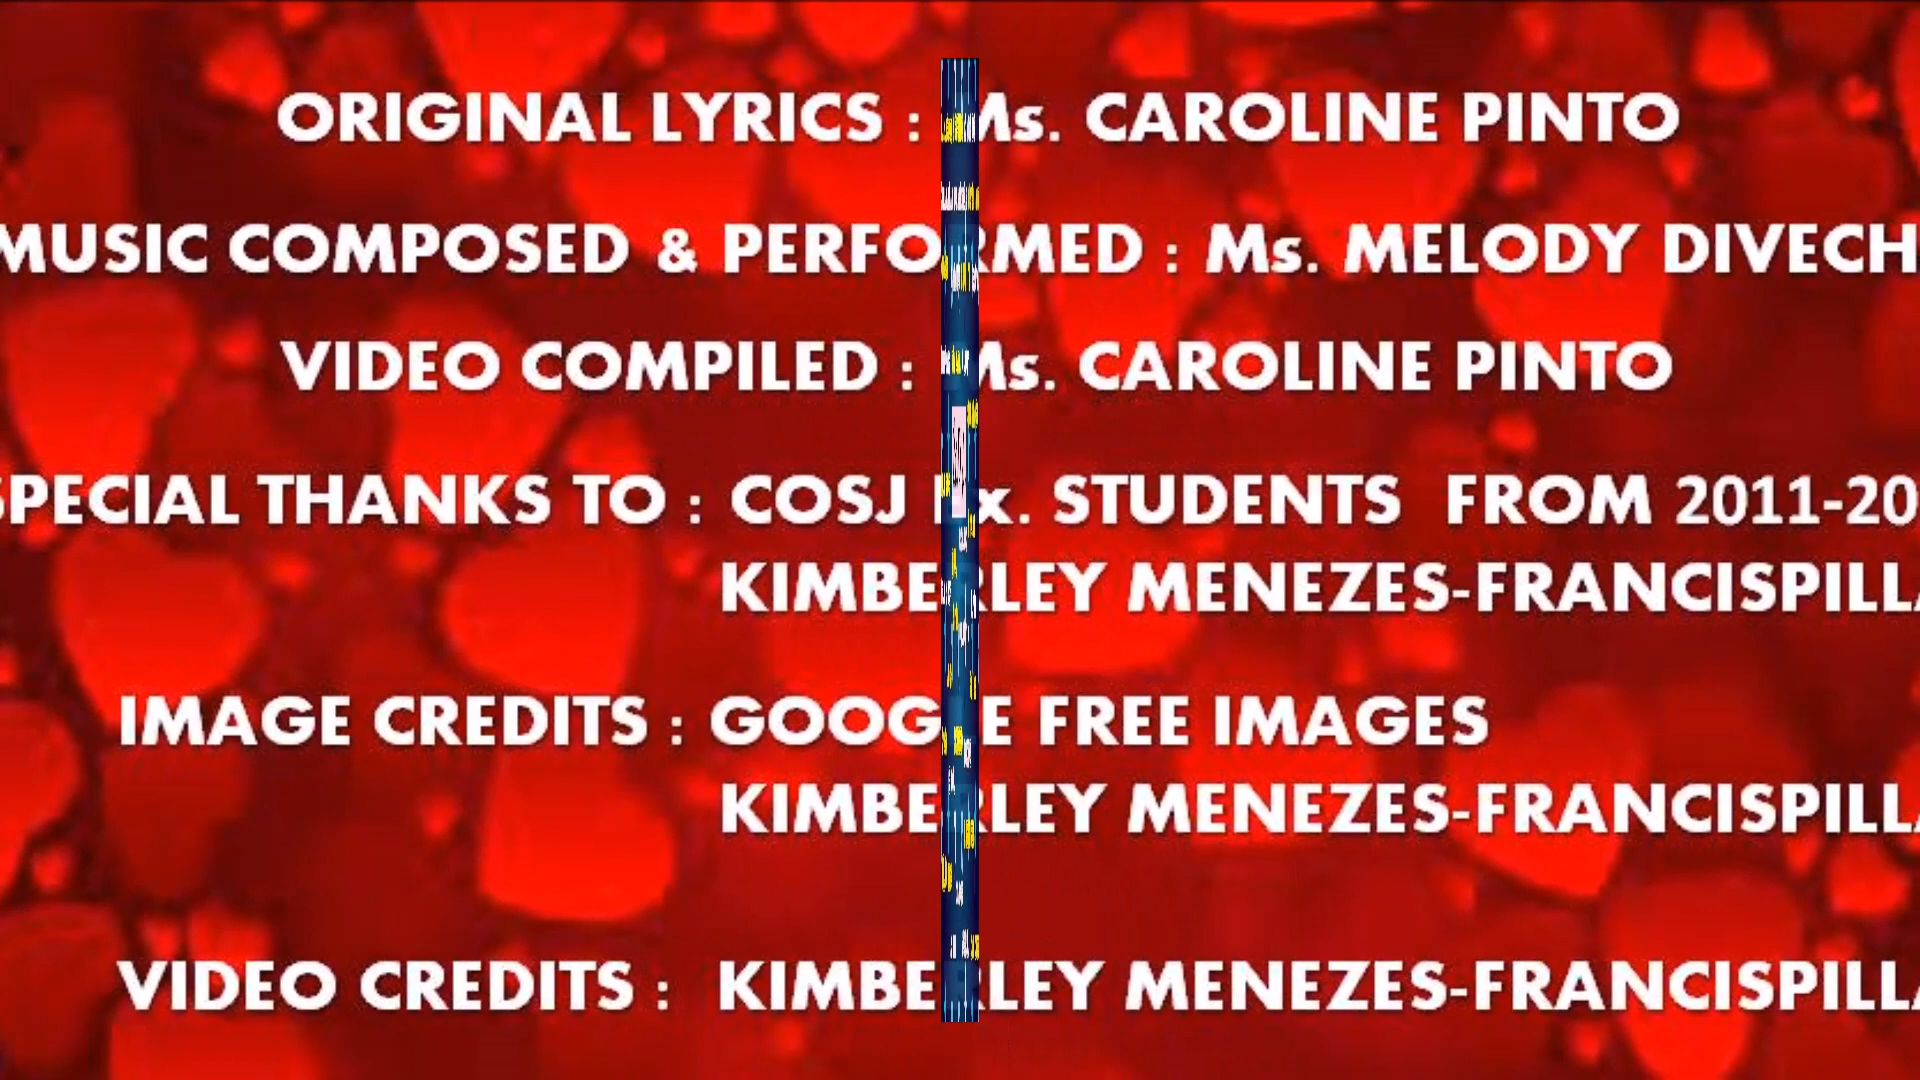 ORIGINAL LYRICS : Ms. CAROLINE PINTO
MUSIC COMPOSED & PERFORMED : Ms. MELODY DIVECH
VIDEO COMPILED : Ms. CAROLINE PINTO
SPECIAL THANKS TO : COSJ Ex. STUDENTS FROM 2011-20
KIMBERLEY MENEZES-FRANCISPILLA
IMAGE CREDITS : GOOGLE FREE IMAGES
KIMBERLEY MENEZES-FRANCISPILLA
VIDEO CREDITS : KIMBERLEY MENEZES-FRANCISPILLA